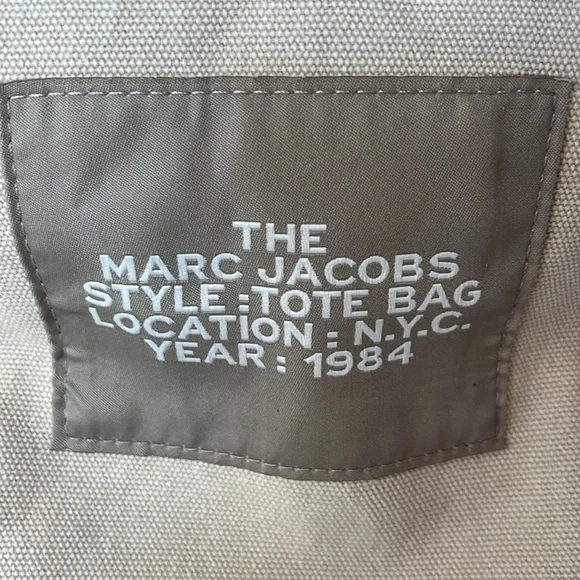 THE
MARC JACOBS
STYLE : TOTE BAG
LOCATION : N.Y.C.
YEAR : 1984